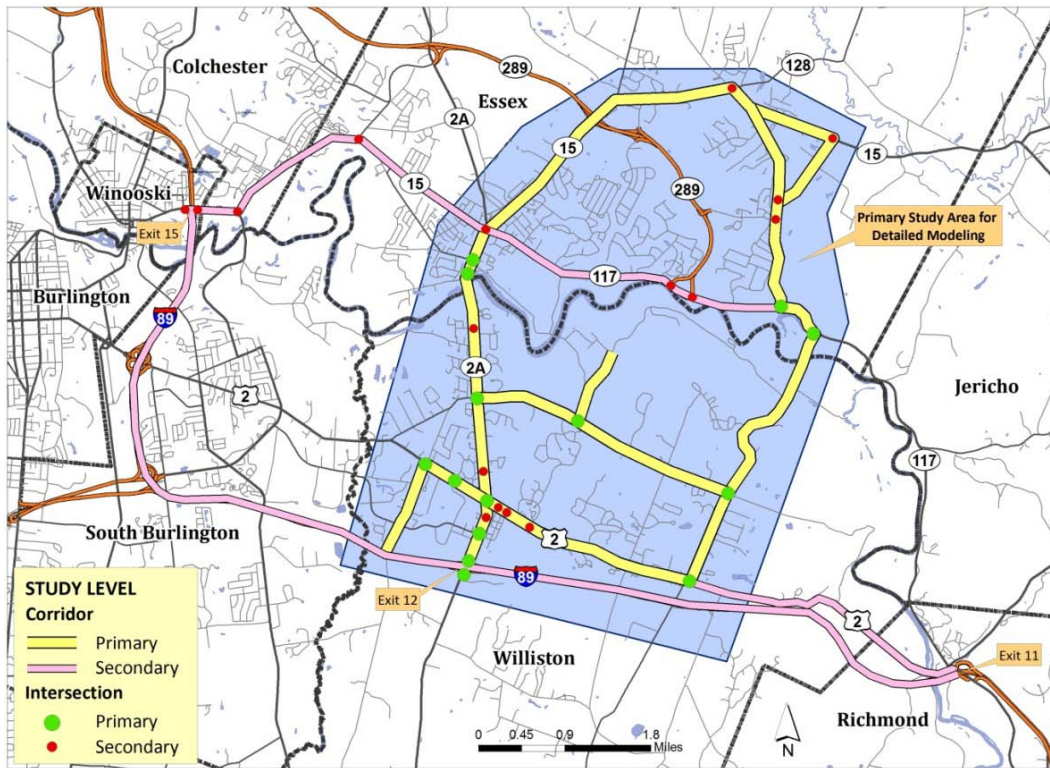 128
289
Colchester
Essex
2A
15
15
15
289
Winooski
Exit 15
Primary Study Area for
Detailed Modeling
117
Burlington
89
2A
2
Jericho
117
South Burlington
2
89
Exit 12
2
Exit 11
Williston
Richmond
STUDY LEVEL
Corridor
Primary
Secondary
Intersection
Primary
Secondary
0 0.45 0.9 1.8
Miles
N